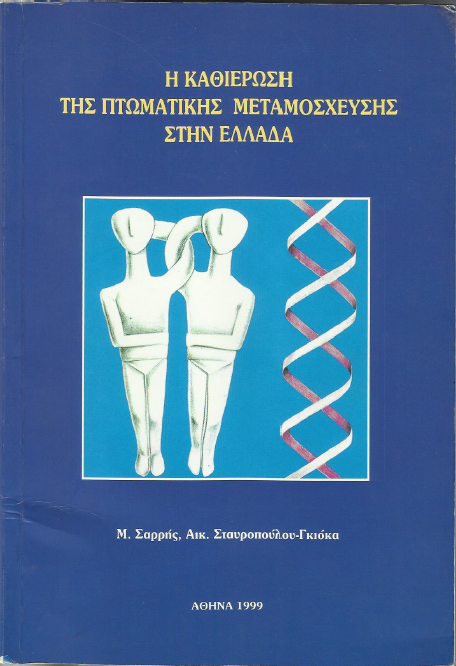 Η ΚΑΘΙΕΡΩΣΗ
ΤΗΣ ΠΤΩΜΑΤΙΚΗΣ ΜΕΤΑΜΟΣΧΕΥΣΗΣ
ΣΤΗΝ ΕΛΛΑΔΑ
Μ. Σαρρής, Αικ. Σταυροπούλου-Γκιόκα
ΑΘΗΝΑ 1999